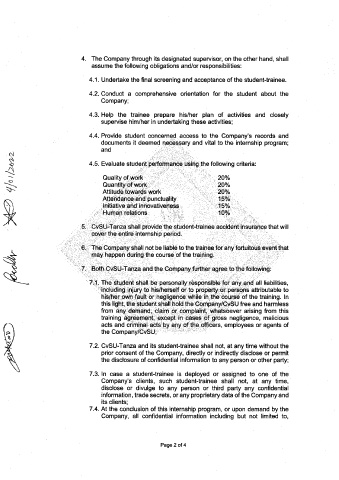 4. The Company through its designated supervisor, on the other hand, shall
assume the following obligations and/or responsibilities:
4.1. Undertake the final screening and acceptance of the student-trainee.
4.2. Conduct a comprehensive orientation for the student about the
Company;
4.3. Help the trainee prepare his/her plan of activities and closely
supervise him/her in undertaking these activities;
4.4. Provide student concerned access to the Company's records and
documents it deemed necessary and vital to the internship program;
and
4.5. Evaluate student performance using the following criteria:
Quality of work 20%
Quantity of work 20%
Attitude towards work 20%
Attendance and punctuality 15%
Initiative and innovativeness 15%
Human relations 10%
5. CvSU-Tanza shall provide the student-trainees accident insurance that will
cover the entire internship period.
6. The Company shall not be liable to the trainee for any fortuitous event that
may happen during the course of the training.
7. Both CvSU-Tanza and the Company further agree to the following:
7.1. The student shall be personally responsible for any and all liabilities,
including injury to his/herself or to property or persons attributable to
his/her own fault or negligence while in the course of the training. In
this light, the student shall hold the Company/CvSU free and harmless
from any demand, claim or complaint, whatsoever arising from this
training agreement, except in cases of gross negligence, malicious
acts and criminal acts by any of the officers, employees or agents of
the Company/CvSU;
7.2. CvSU-Tanza and its student-trainee shall not, at any time without the
prior consent of the Company, directly or indirectly disclose or permit
the disclosure of confidential information to any person or other party;
7.3. In case a student-trainee is deployed or assigned to one of the
Company's clients, such student-trainee shall not, at any time,
disclose or divulge to any person or third party any confidential
information, trade secrets, or any proprietary data of the Company and
its clients;
7.4. At the conclusion of this internship program, or upon demand by the
Company, all confidential information including but not limited to,
Page 2 of 4